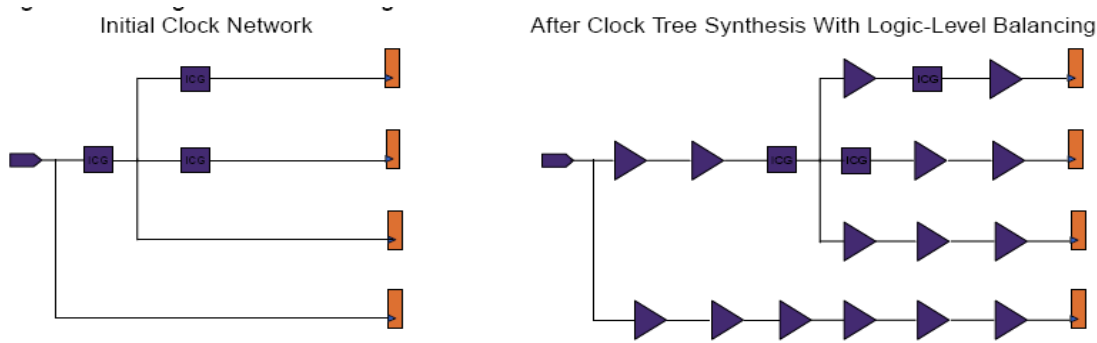 Initial Clock Network
After Clock Tree Synthesis With Logic-Level Balancing
ICG
ICG
ICG
ICG
ICG
ICG